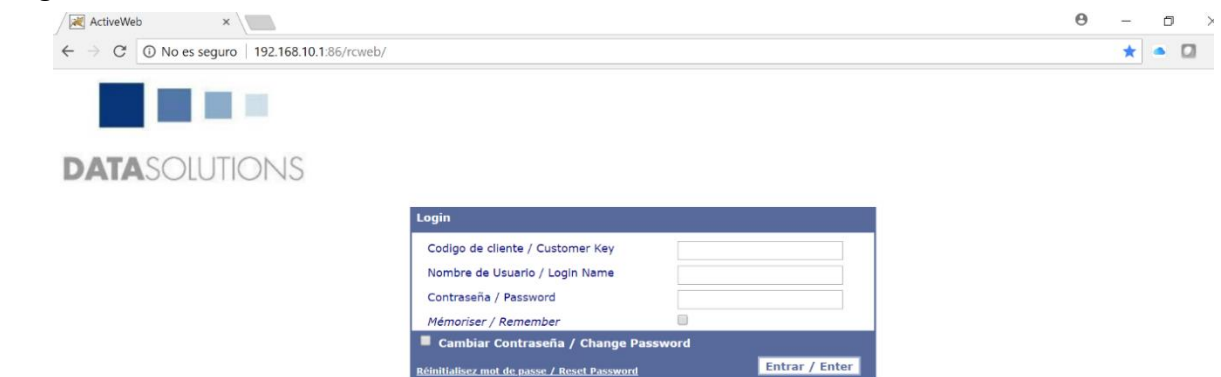 ActiveWeb
No es seguro | 192.168.10.1:86/rcweb/
DATASOLUTIONS
Login
Codigo de cliente / Customer Key
Nombre de Usuario / Login Name
Contraseña / Password
Mémoriser / Remember
Cambiar Contraseña / Change Password
Réinitialisez mot de passe / Reset Password
Entrar / Enter